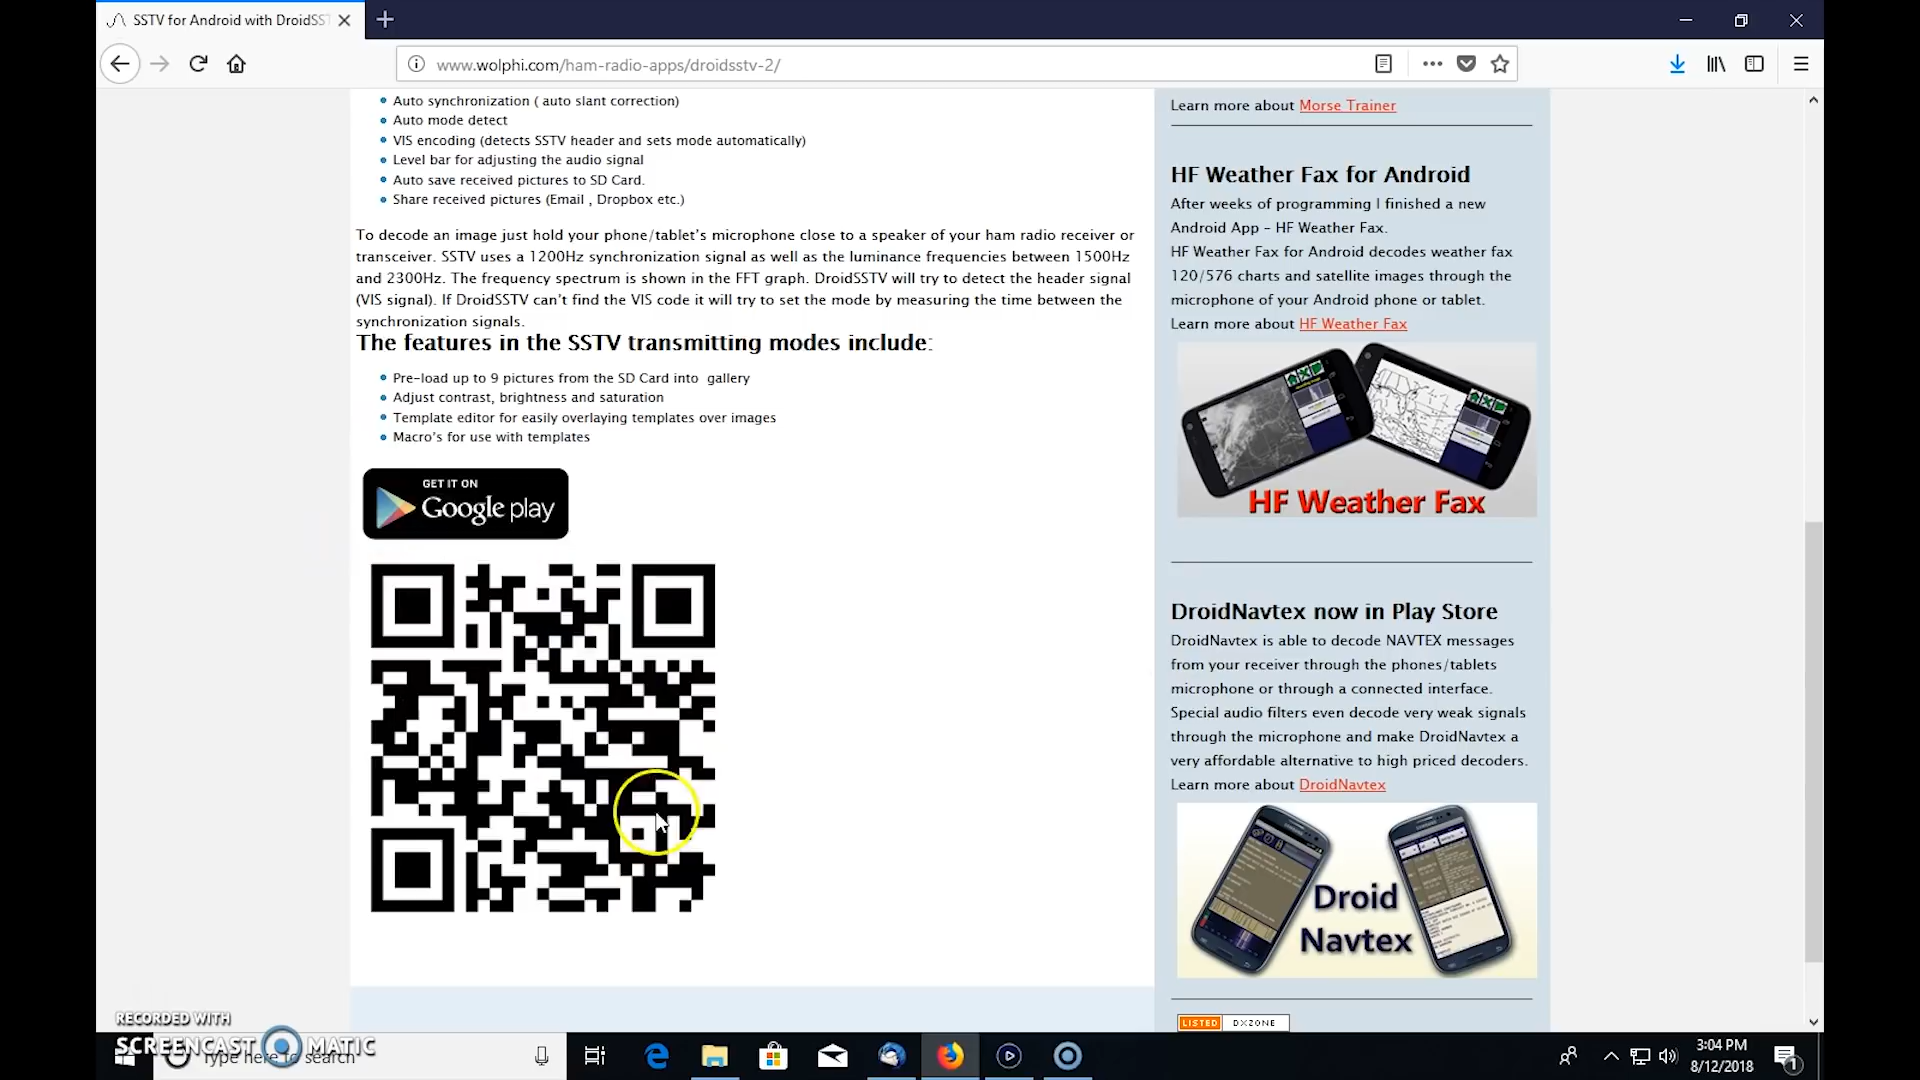 SSTV for Android with DroidSST
www.wolphi.com/ham-radio-apps/droidsstv-2/
Auto synchronization ( auto slant correction)
Auto mode detect
VIS encoding (detects SSTV header and sets mode automatically)
Level bar for adjusting the audio signal
Auto save received pictures to SD Card.
Share received pictures (Email , Dropbox etc.)
To decode an image just hold your phone/tablet's microphone close to a speaker of your ham radio receiver or
transceiver. SSTV uses a 1200Hz synchronization signal as well as the luminance frequencies between 1500Hz
and 2300Hz. The frequency spectrum is shown in the FFT graph. DroidSSTV will try to detect the header signal
(VIS signal). If DroidSSTV can't find the VIS code it will try to set the mode by measuring the time between the
synchronization signals.
The features in the SSTV transmitting modes include:
Pre-load up to 9 pictures from the SD Card into gallery
Adjust contrast, brightness and saturation
Template editor for easily overlaying templates over images
Macro's for use with templates
GET IT ON
Google play
Learn more about Morse Trainer
HF Weather Fax for Android
After weeks of programming I finished a new
Android App – HF Weather Fax.
HF Weather Fax for Android decodes weather fax
120/576 charts and satellite images through the
microphone of your Android phone or tablet.
Learn more about HF Weather Fax
HF Weather Fax
DroidNavtex now in Play Store
DroidNavtex is able to decode NAVTEX messages
from your receiver through the phones/tablets
microphone or through a connected interface.
Special audio filters even decode very weak signals
through the microphone and make DroidNavtex a
very affordable alternative to high priced decoders.
Learn more about DroidNavtex
Droid
Navtex
LISTED DXZONE
RECORDED WITH
SCREENCAST MATIC
Type here to search
3:04 PM
8/12/2018
1